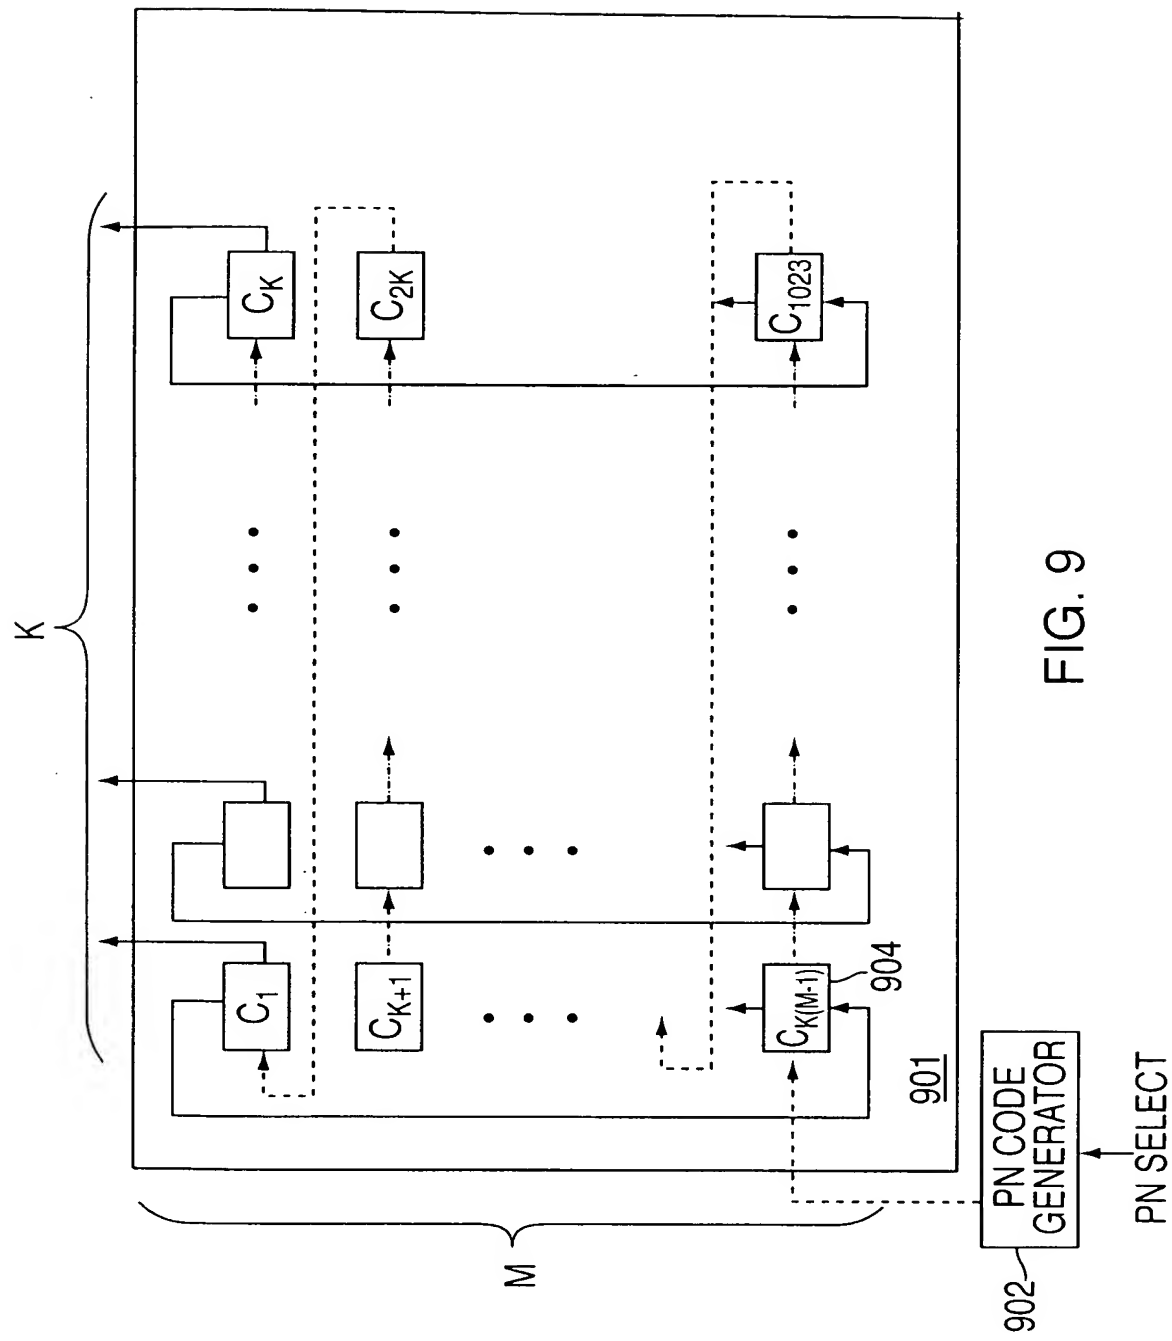 K
C1
CK
CK+1
C2K
M
CK(M-1)
C1023
904
901
902
PN CODE
GENERATOR
PN SELECT
FIG. 9